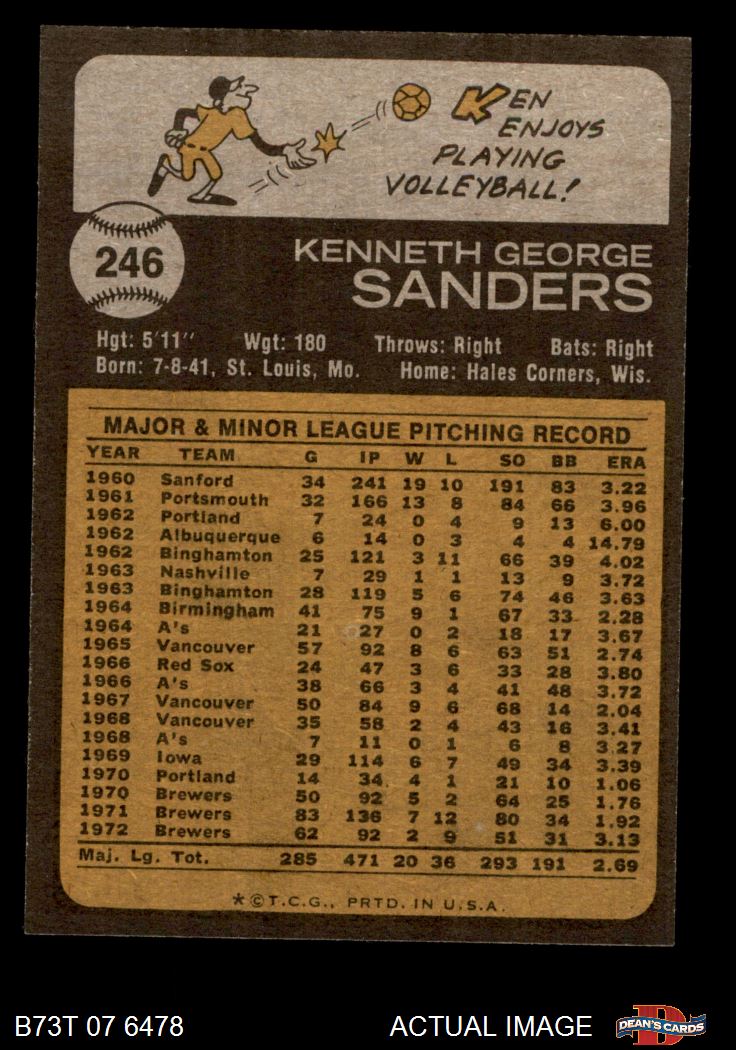 KEN
ENJOYS
PLAYING
VOLLEYBALL!
246
KENNETH GEORGE
SANDERS
Hgt: 5'11" Wgt: 180 Throws: Right Bats: Right
Born: 7-8-41, St. Louis, Mo. Home: Hales Corners, Wis.
MAJOR & MINOR LEAGUE PITCHING RECORD
YEAR TEAM G IP W L SO BB ERA
1960 Sanford 34 241 19 10 191 83 3.22
1961 Portsmouth 32 166 13 8 84 66 3.96
1962 Portland 7 24 0 4 9 13 6.00
1962 Albuquerque 6 14 0 3 4 4 14.79
1962 Binghamton 25 121 3 11 66 39 4.02
1963 Nashville 7 29 1 1 13 9 3.72
1963 Binghamton 28 119 5 6 74 46 3.63
1964 Birmingham 41 75 9 1 67 33 2.28
1964 A's 21 27 0 2 18 17 3.67
1965 Vancouver 57 92 8 6 63 51 2.74
1966 Red Sox 24 47 3 6 33 28 3.80
1966 A's 38 66 3 4 41 48 3.72
1967 Vancouver 50 84 9 6 68 14 2.04
1968 Vancouver 35 58 2 4 43 16 3.41
1968 A's 7 11 0 1 6 8 3.27
1969 Iowa 29 114 6 7 49 34 3.39
1970 Portland 14 34 4 1 21 10 1.06
1970 Brewers 50 92 5 2 64 25 1.76
1971 Brewers 83 136 7 12 80 34 1.92
1972 Brewers 62 92 2 9 51 31 3.13
Maj. Lg. Tot. 285 471 20 36 293 191 2.69
*©T.C.G., PRTD. IN U.S.A.
B73T 07 6478 ACTUAL IMAGE
D
DEAN'S CARDS